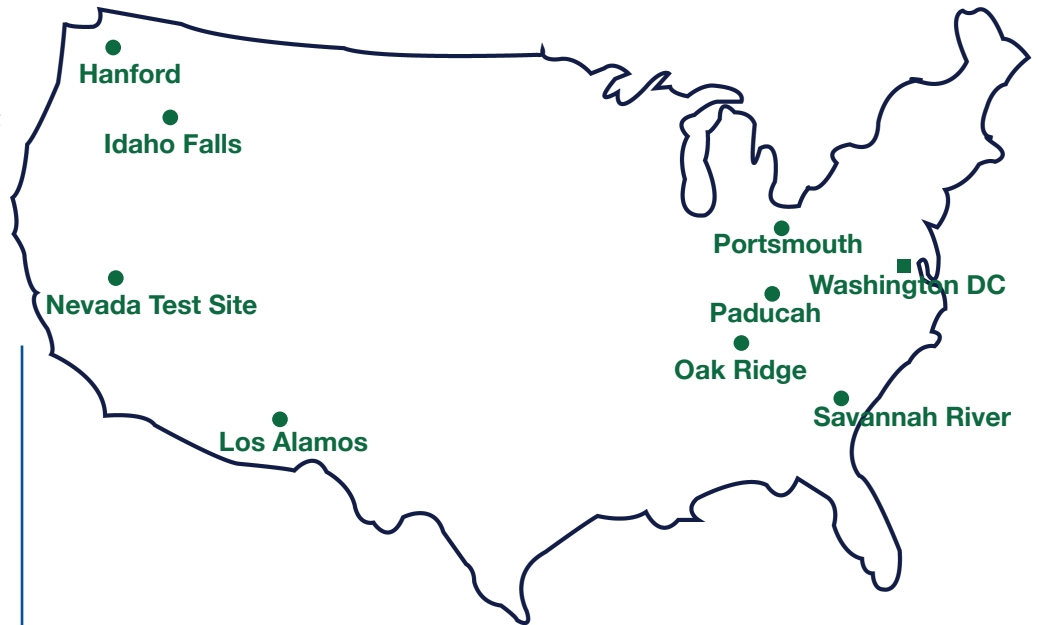 Hanford
Idaho Falls
Portsmouth
Washington DC
Nevada Test Site
Paducah
Oak Ridge
Savannah River
Los Alamos